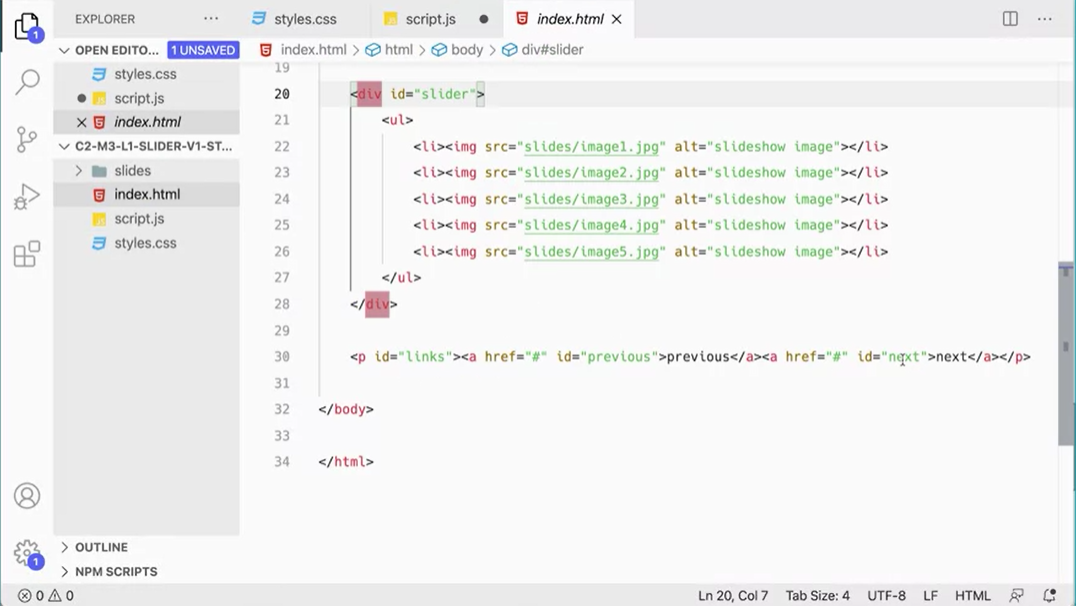 EXPLORER
···
styles.css
script.js
index.html
···
OPEN EDITO...
1 UNSAVED
index.html > html > body > div#slider
styles.css
script.js
index.html
C2-M3-L1-SLIDER-V1-ST...
slides
index.html
script.js
styles.css
19
20 <div id="slider">
21 <ul>
22 <li><img src="slides/image1.jpg" alt="slideshow image"></li>
23 <li><img src="slides/image2.jpg" alt="slideshow image"></li>
24 <li><img src="slides/image3.jpg" alt="slideshow image"></li>
25 <li><img src="slides/image4.jpg" alt="slideshow image"></li>
26 <li><img src="slides/image5.jpg" alt="slideshow image"></li>
27 </ul>
28 </div>
29
30 <p id="links"><a href="#" id="previous">previous</a><a href="#" id="next">next</a></p>
31
32 </body>
33
34 </html>
1
1
OUTLINE
NPM SCRIPTS
0 0
Ln 20, Col 7
Tab Size: 4
UTF-8
LF
HTML